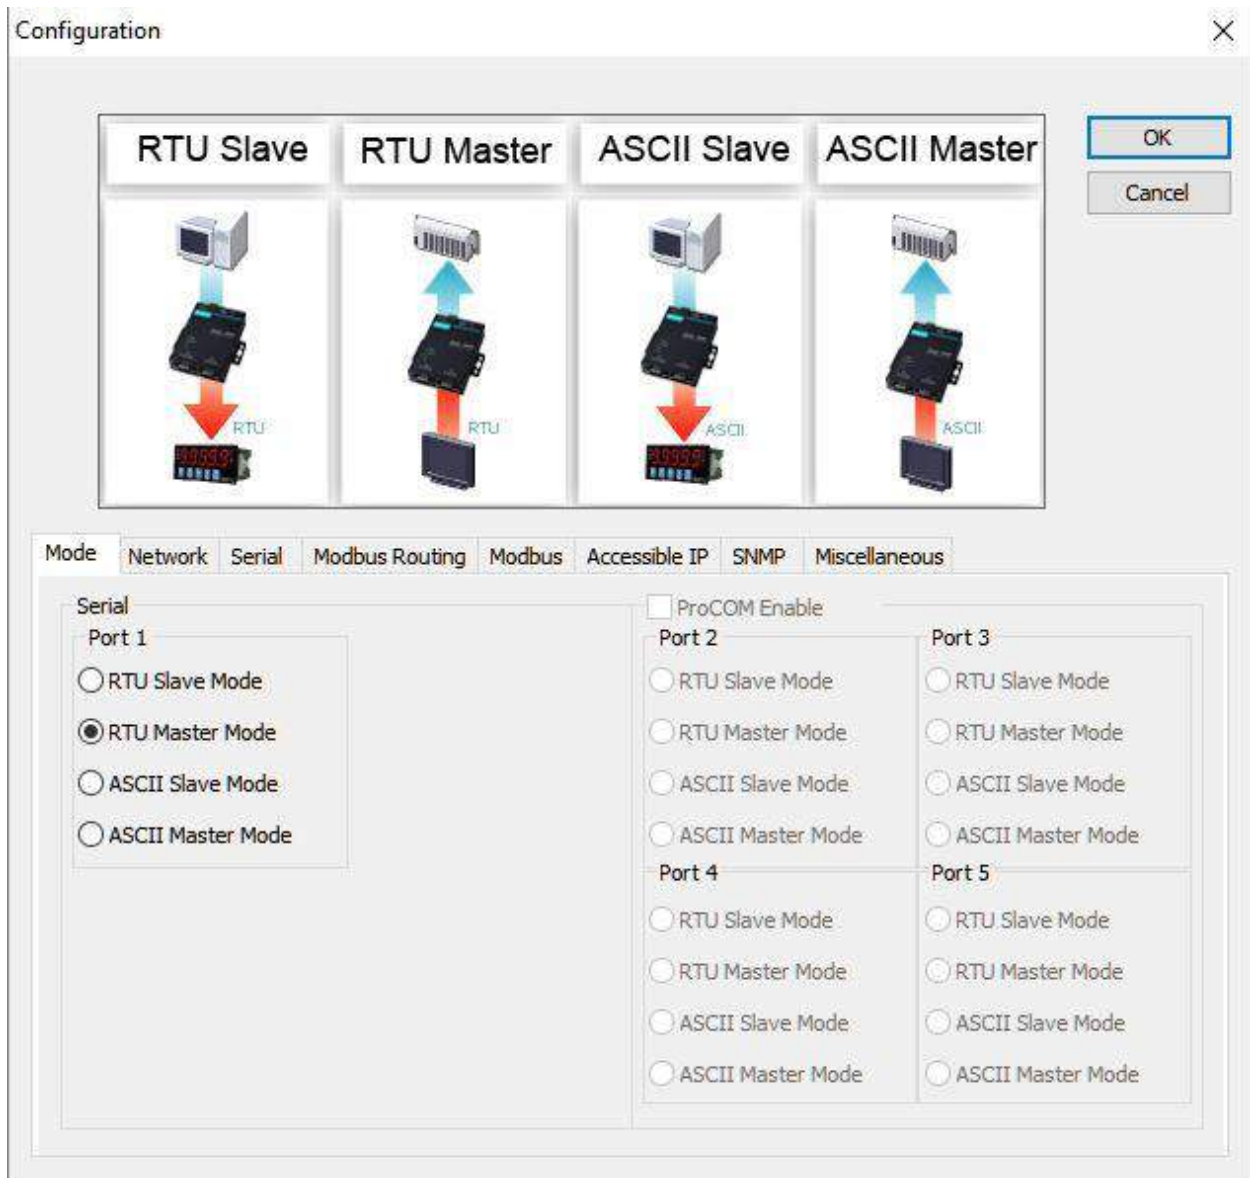 Configuration
RTU Slave RTU Master ASCII Slave ASCII Master
OK
Cancel
RTU RTU ASCII ASCII
Mode Network Serial Modbus Routing Modbus Accessible IP SNMP Miscellaneous
Serial
Port 1
RTU Slave Mode
RTU Master Mode
ASCII Slave Mode
ASCII Master Mode
ProCOM Enable
Port 2
RTU Slave Mode
RTU Master Mode
ASCII Slave Mode
ASCII Master Mode
Port 3
RTU Slave Mode
RTU Master Mode
ASCII Slave Mode
ASCII Master Mode
Port 4
RTU Slave Mode
RTU Master Mode
ASCII Slave Mode
ASCII Master Mode
Port 5
RTU Slave Mode
RTU Master Mode
ASCII Slave Mode
ASCII Master Mode